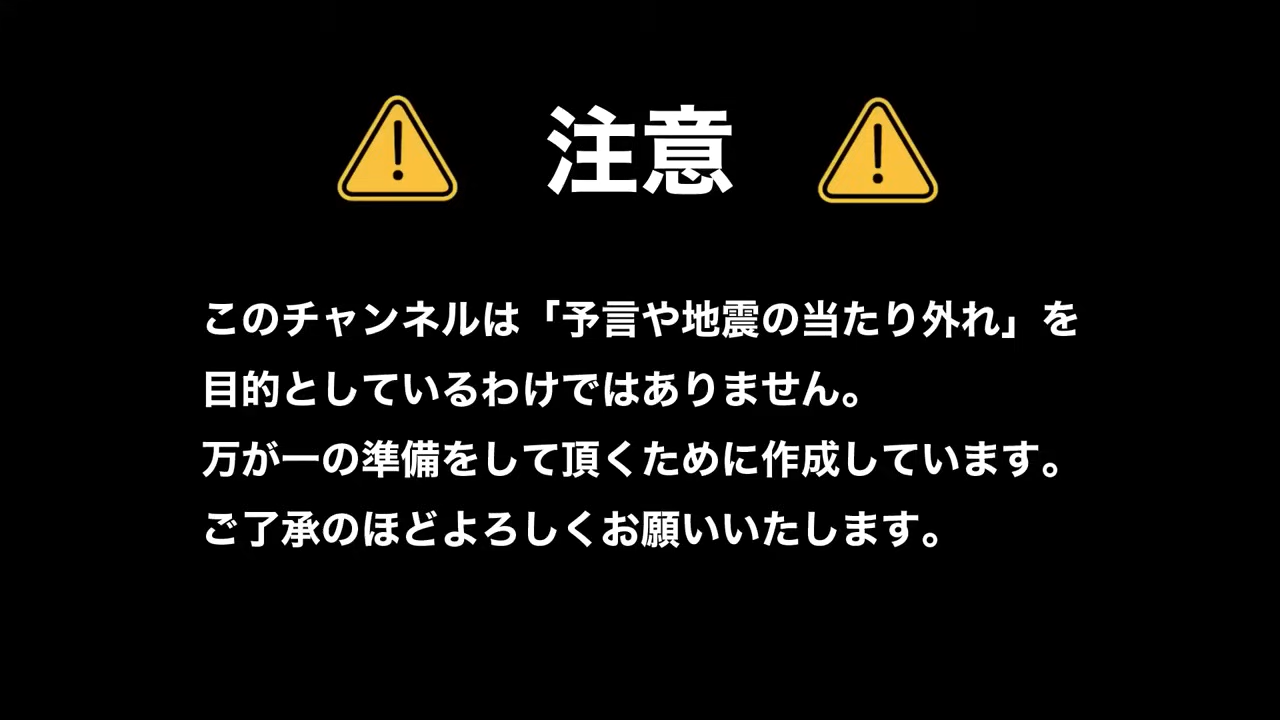 注意
このチャンネルは「予言や地震の当たり外れ」を
目的としているわけではありません。
万が一の準備をして頂くために作成しています。
ご了承のほどよろしくお願いいたします。